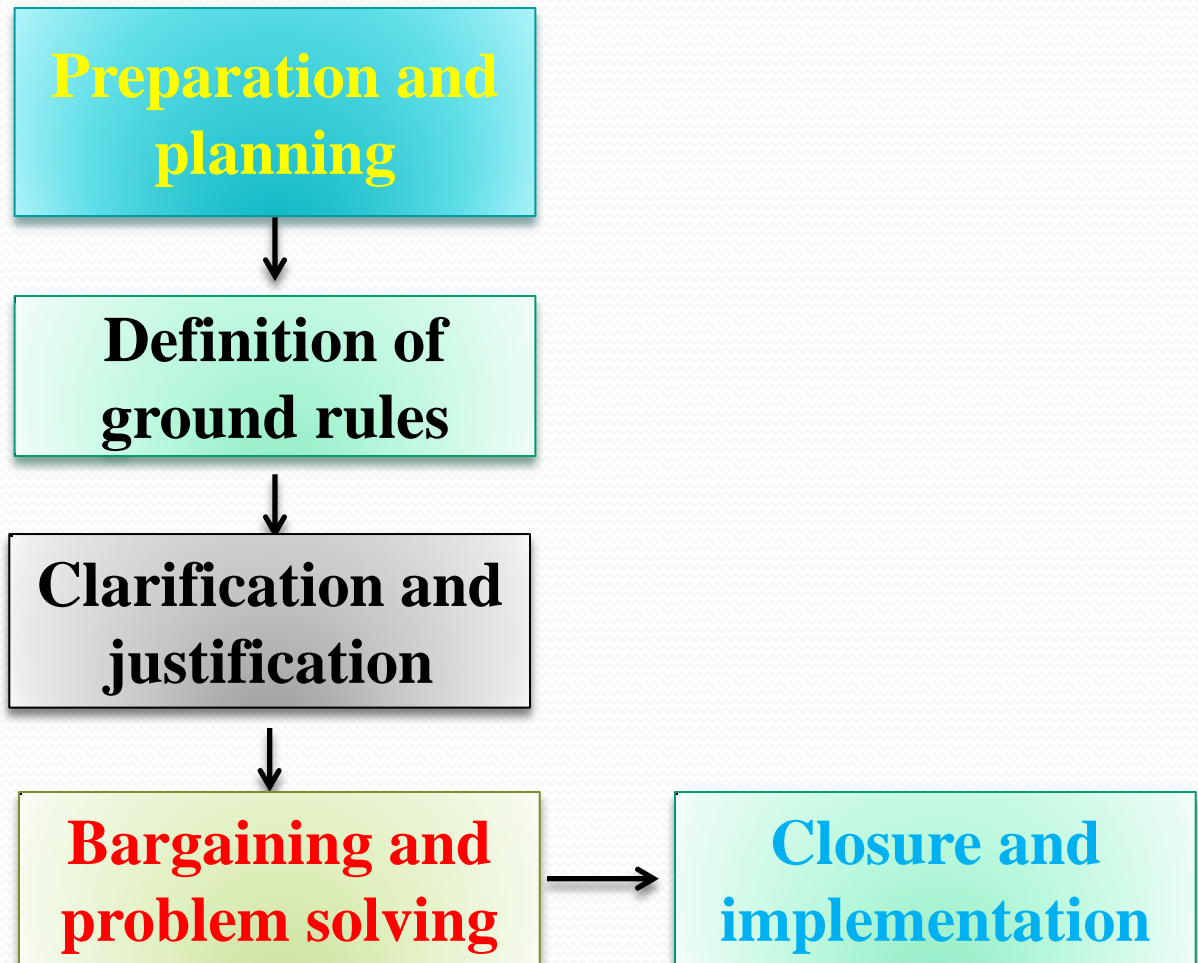 Preparation and
planning
Definition of
ground rules
Clarification and
justification
Bargaining and
problem solving
Closure and
implementation